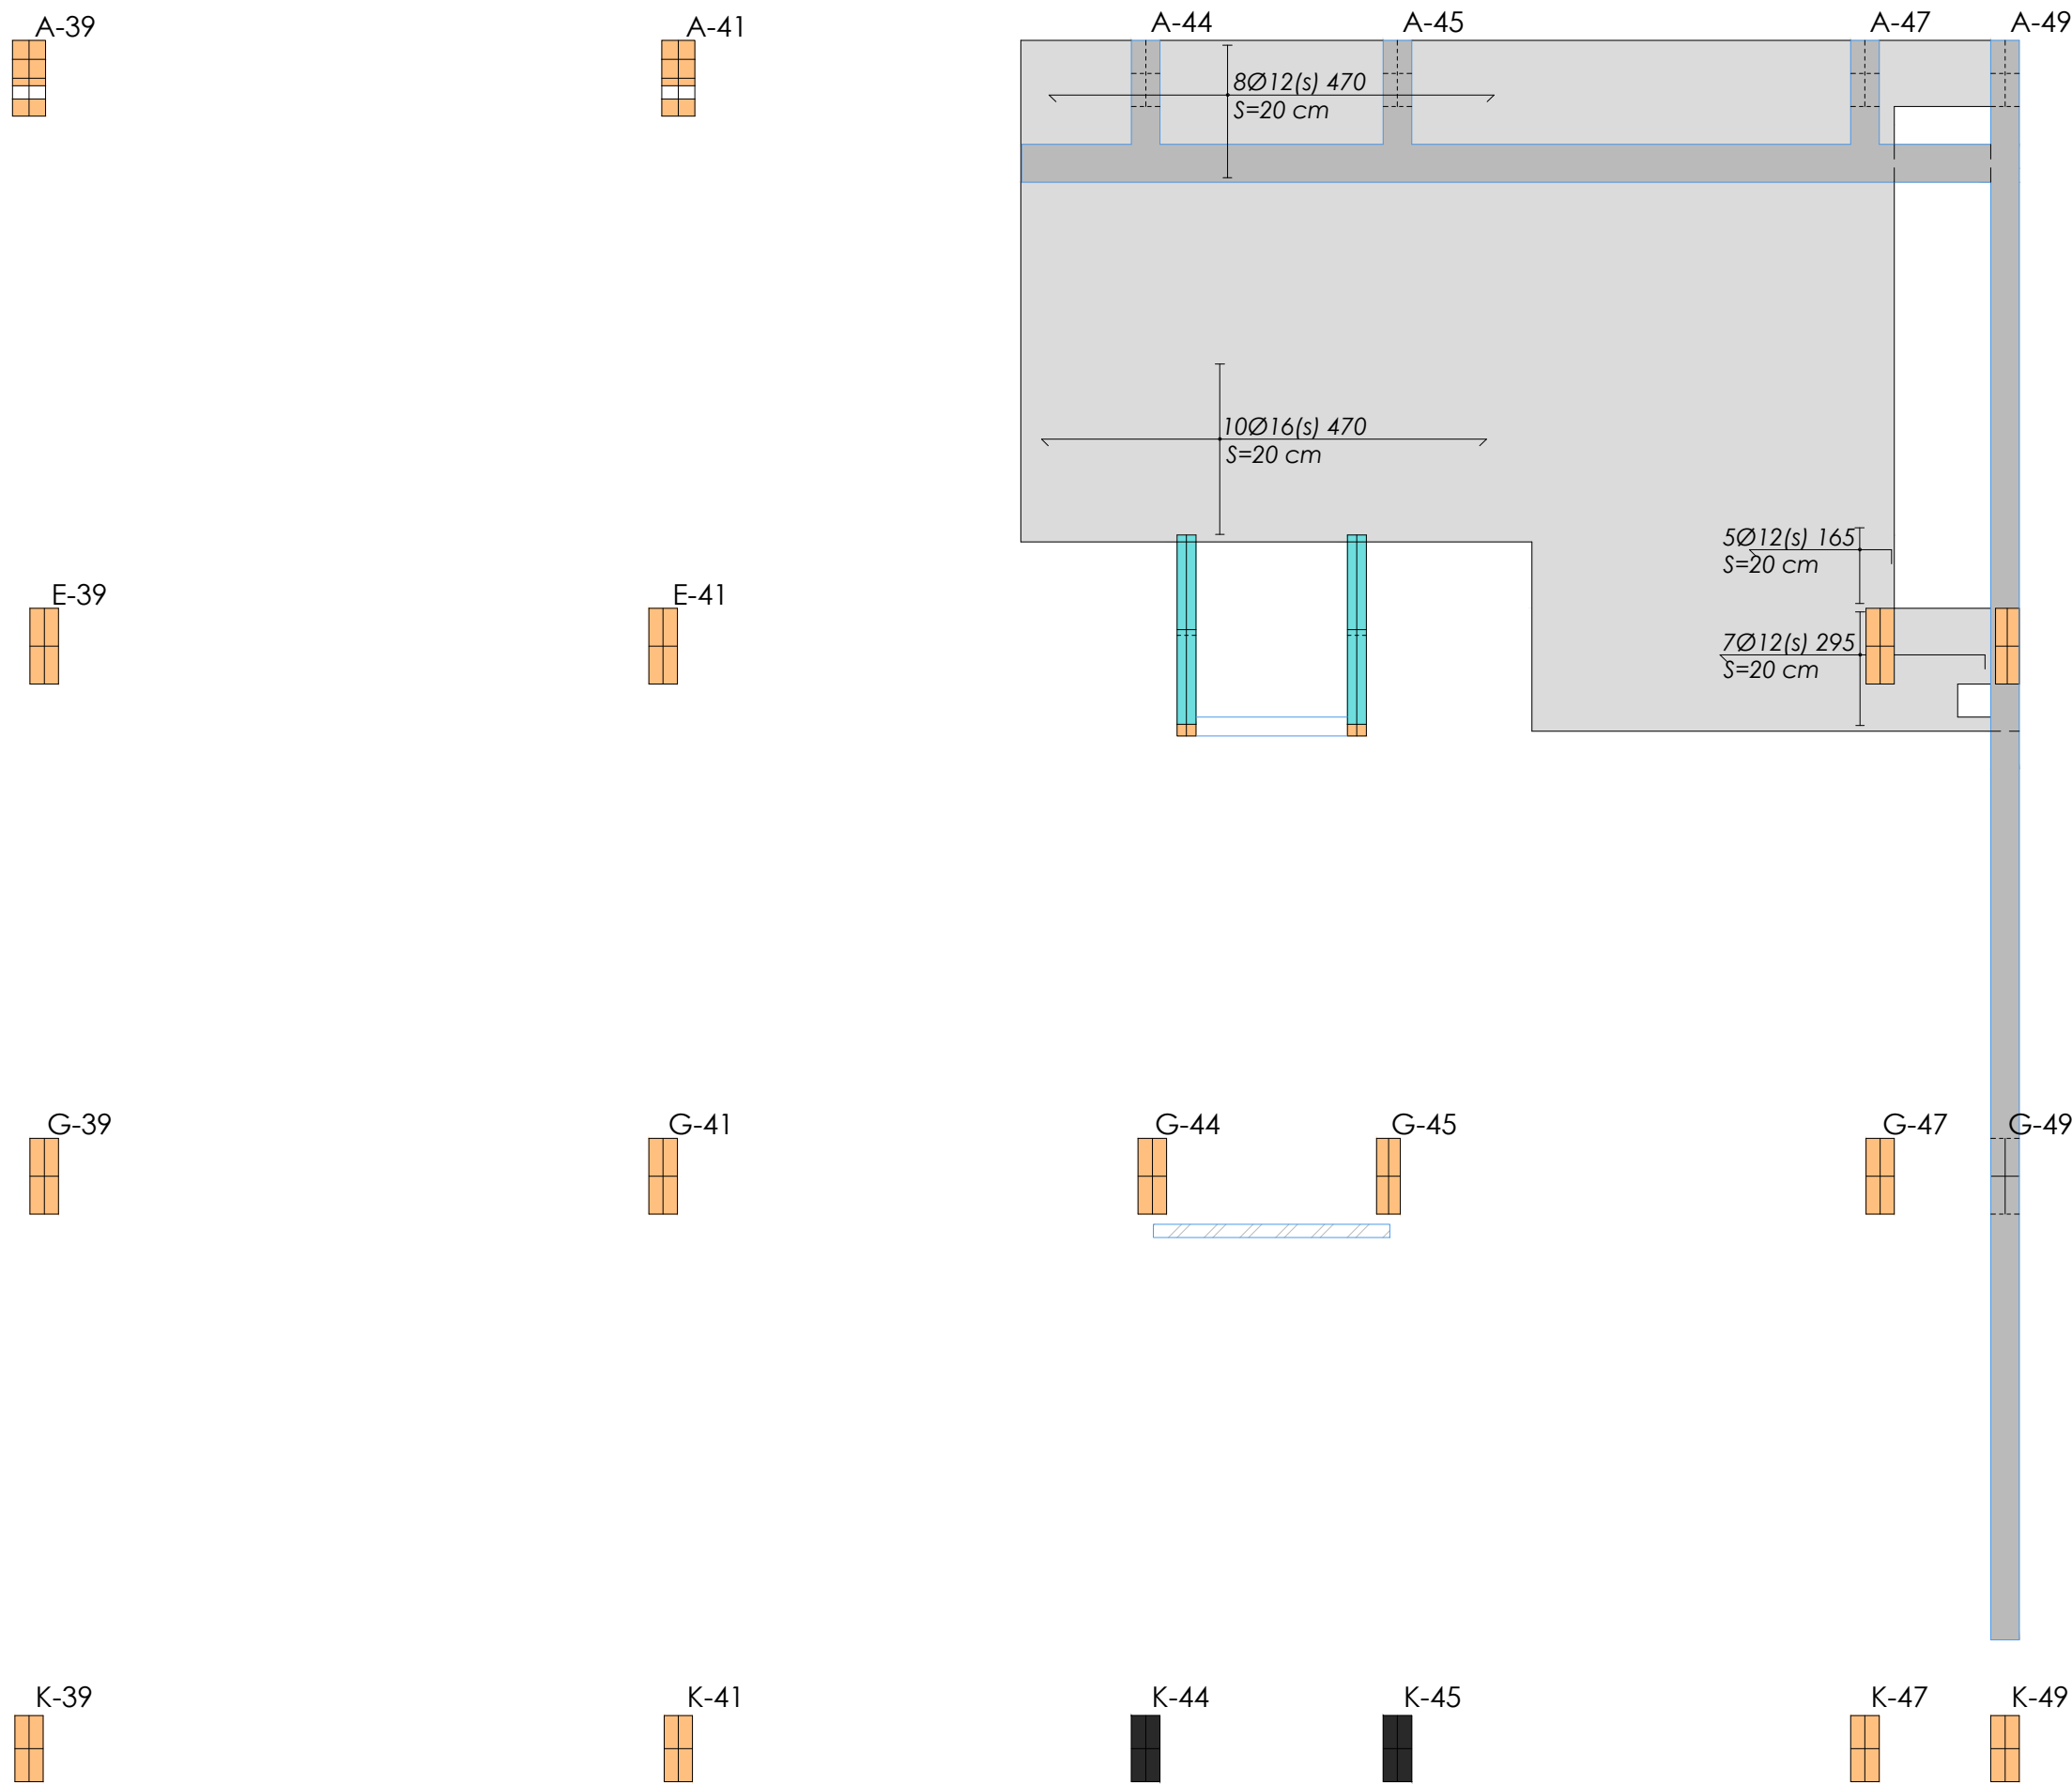 A-39
A-41
A-44
A-45
A-47
A-49
8Ø12(s) 470
S=20 cm
10Ø16(s) 470
S=20 cm
5Ø12(s) 165
S=20 cm
E-39
E-41
7Ø12(s) 295
S=20 cm
G-39
G-41
G-44
G-45
G-47
G-49
K-39
K-41
K-44
K-45
K-47
K-49